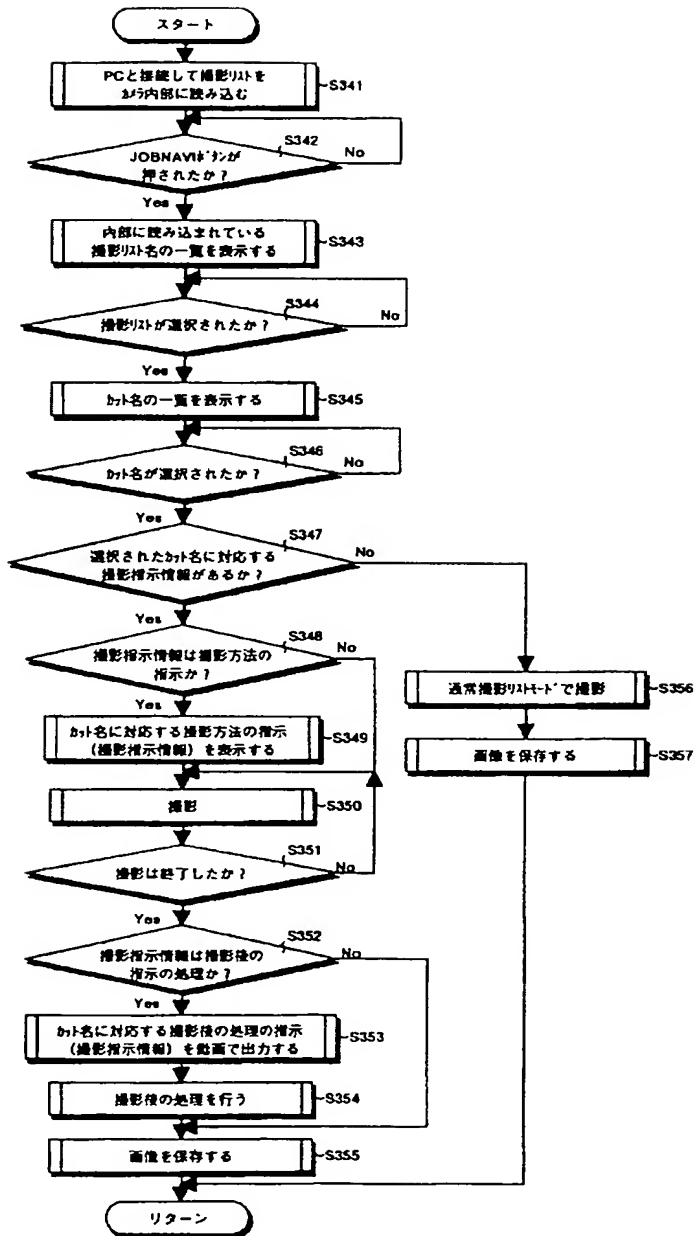 スタート
PCと接続して撮影リストを
カメラ内部に読み込む
S341
S342
JOBNAVIボタンが
押されたか？
No
Yes
内部に読み込まれている
撮影リスト名の一覧を表示する
S343
S344
撮影リストが選択されたか？
No
Yes
カット名の一覧を表示する
S345
S346
カット名が選択されたか？
No
Yes
S347
選択されたカット名に対応する
撮影指示情報があるか？
No
Yes
S348
撮影指示情報は撮影方法の
指示か？
No
Yes
カット名に対応する撮影方法の指示
（撮影指示情報）を表示する
S349
通常撮影リストモードで撮影
S356
画像を保存する
S357
撮影
S350
S351
撮影は終了したか？
No
Yes
S352
撮影指示情報は撮影後の
指示の処理か？
No
Yes
カット名に対応する撮影後の処理の指示
（撮影指示情報）を動画で出力する
S353
撮影後の処理を行う
S354
画像を保存する
S355
リターン